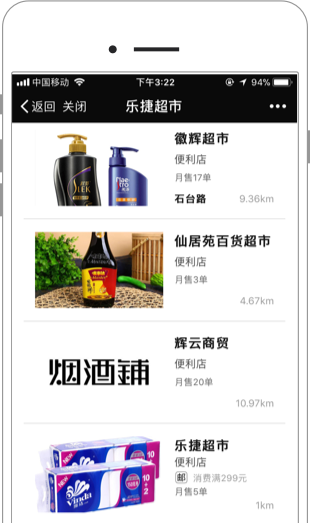 中国移动 下午3:22 94%
返回 关闭 乐捷超市
徽辉超市
便利店
月售17单
石台路 9.36km
仙居苑百货超市
便利店
月售3单
4.67km
烟酒铺
辉云商贸
便利店
月售20单
10.97km
Vinda
乐捷超市
便利店
邮 消费满299元
月售5单
1km